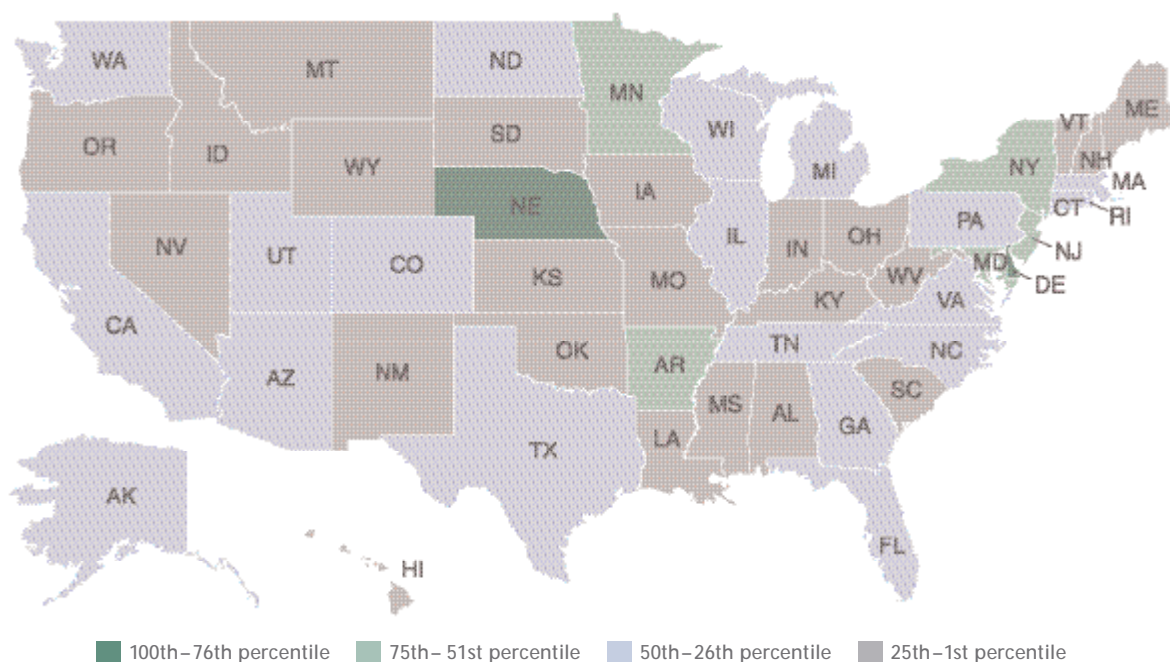 WA
MT
ND
MN
OR
ID
WY
SD
WI
MI
VT
ME
NH
NY
MA
CT
RI
NV
UT
CO
NE
IA
IL
IN
OH
PA
NJ
MD
DE
WV
VA
CA
AZ
NM
KS
MO
KY
OK
AR
TN
NC
SC
TX
LA
MS
AL
GA
FL
AK
HI
100th–76th percentile
75th–51st percentile
50th–26th percentile
25th–1st percentile